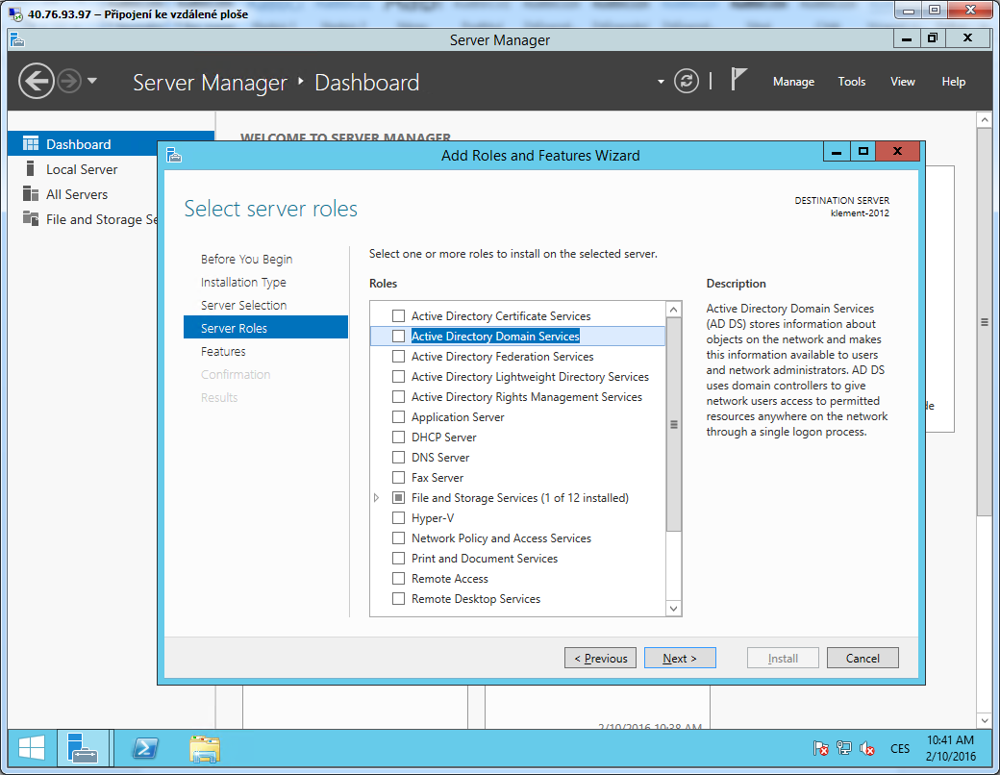 40.76.93.97 – Připojení ke vzdálené ploše
Server Manager
Server Manager ‣ Dashboard
Manage
Tools
View
Help
Dashboard
Local Server
All Servers
File and Storage Se
WELCOME TO SERVER MANAGER
Add Roles and Features Wizard
Select server roles
DESTINATION SERVER
klement-2012
Before You Begin
Installation Type
Server Selection
Server Roles
Features
Confirmation
Results
Select one or more roles to install on the selected server.
Roles
Active Directory Certificate Services
Active Directory Domain Services
Active Directory Federation Services
Active Directory Lightweight Directory Services
Active Directory Rights Management Services
Application Server
DHCP Server
DNS Server
Fax Server
File and Storage Services (1 of 12 installed)
Hyper-V
Network Policy and Access Services
Print and Document Services
Remote Access
Remote Desktop Services
Description
Active Directory Domain Services
(AD DS) stores information about
objects on the network and makes
this information available to users
and network administrators. AD DS
uses domain controllers to give
network users access to permitted
resources anywhere on the network
through a single logon process.
de
< Previous
Next >
Install
Cancel
2/10/2016 10:38 AM
CES
10:41 AM
2/10/2016